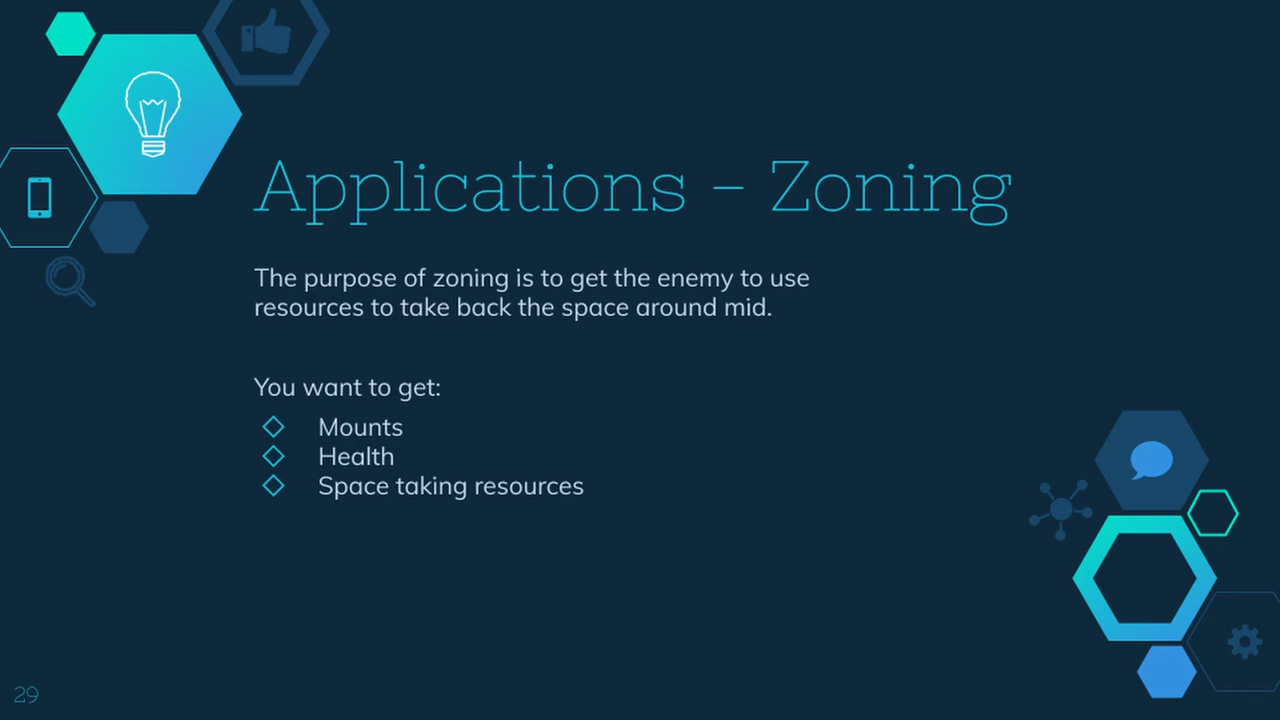 Applications – Zoning
The purpose of zoning is to get the enemy to use
resources to take back the space around mid.
You want to get:
Mounts
Health
Space taking resources
29